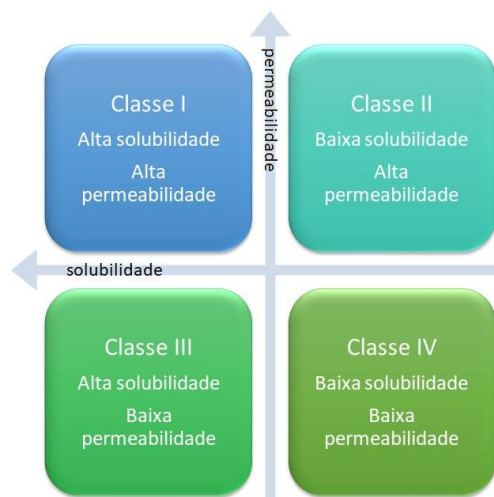 permeabilidade
Classe I
Alta solubilidade
Alta
permeabilidade
Classe II
Baixa solubilidade
Alta
permeabilidade
solubilidade
Classe III
Alta solubilidade
Baixa
permeabilidade
Classe IV
Baixa solubilidade
Baixa
permeabilidade